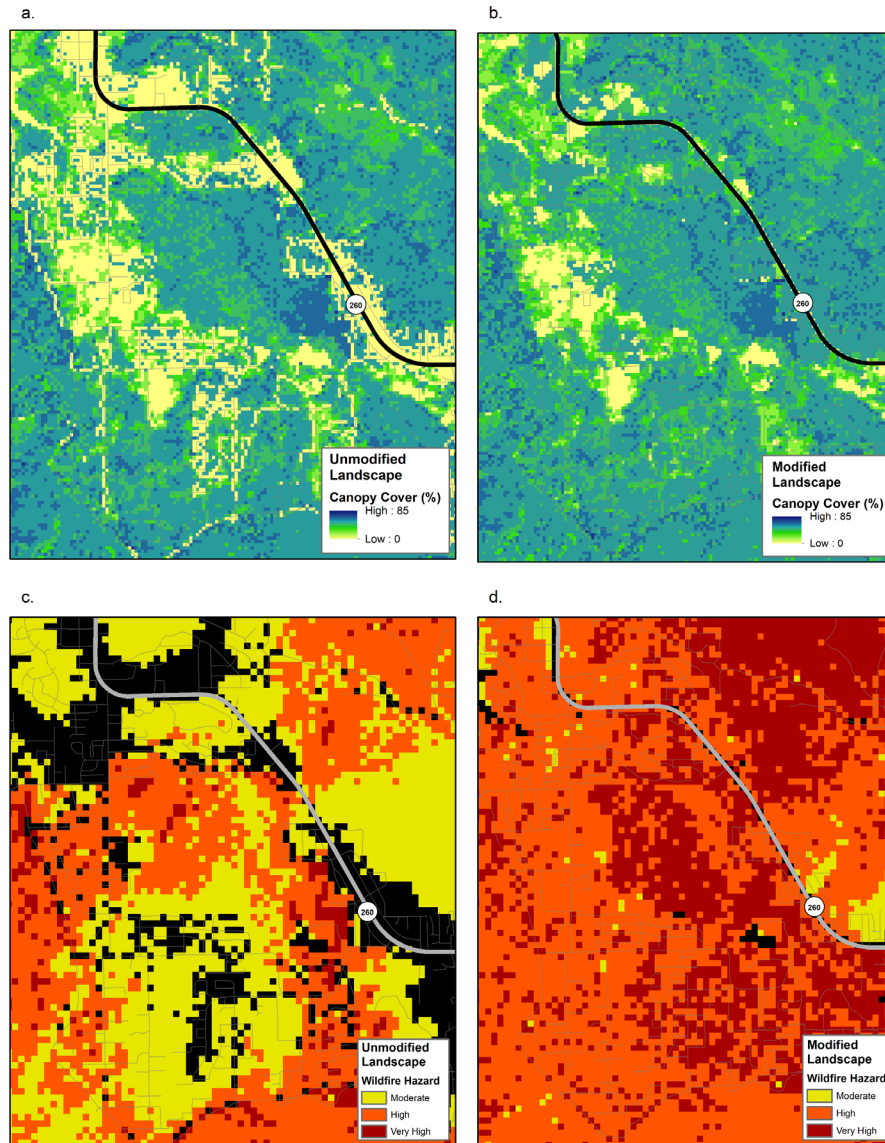 a.
b.
260
Unmodified
Landscape
Canopy Cover (%)
High : 85
Low : 0
260
Modified
Landscape
Canopy Cover (%)
High : 85
Low : 0
c.
d.
260
Unmodified
Landscape
Wildfire Hazard
Moderate
High
Very High
260
Modified
Landscape
Wildfire Hazard
Moderate
High
Very High